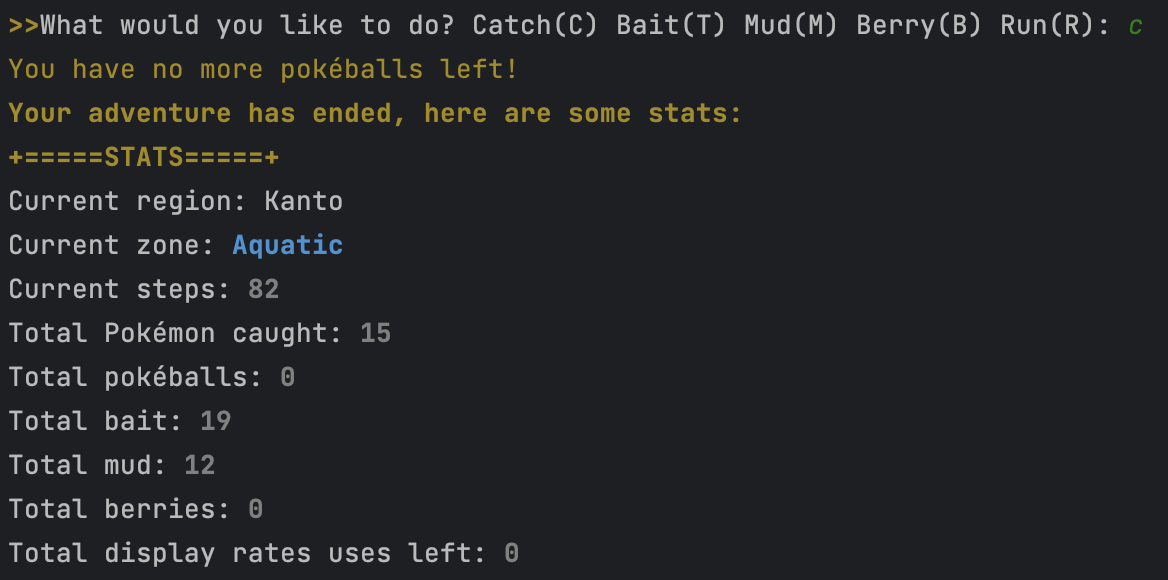 >>What would you like to do? Catch(C) Bait(T) Mud(M) Berry(B) Run(R): c
You have no more pokéballs left!
Your adventure has ended, here are some stats:
+=====STATS=====+
Current region: Kanto
Current zone: Aquatic
Current steps: 82
Total Pokémon caught: 15
Total pokéballs: 0
Total bait: 19
Total mud: 12
Total berries: 0
Total display rates uses left: 0